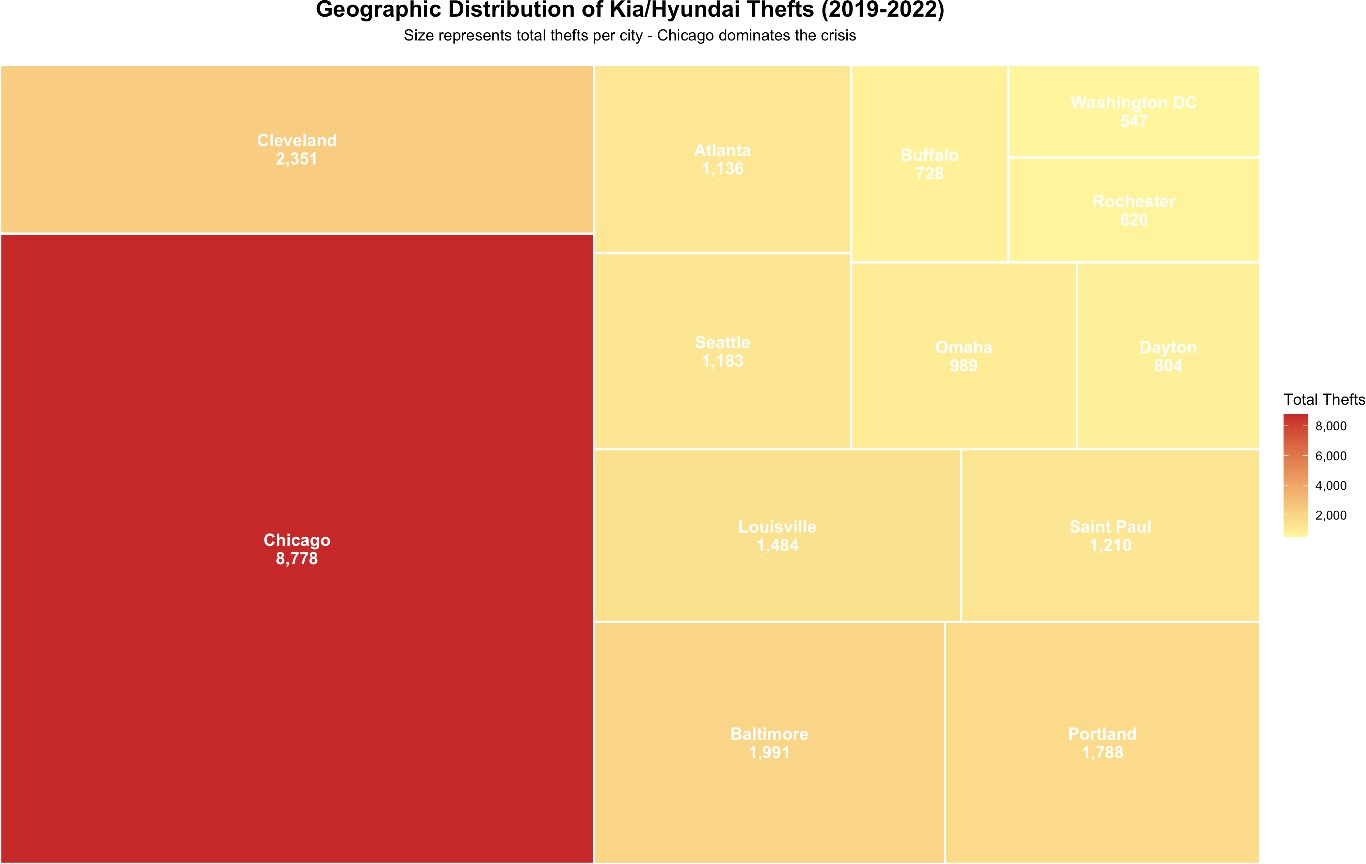 Geographic Distribution of Kia/Hyundai Thefts (2019-2022)
Size represents total thefts per city - Chicago dominates the crisis
Cleveland
2,351
Chicago
8,778
Atlanta
1,136
Seattle
1,183
Buffalo
728
Washington DC
547
Rochester
620
Omaha
989
Dayton
804
Louisville
1,484
Saint Paul
1,210
Baltimore
1,991
Portland
1,788
Total Thefts
8,000
6,000
4,000
2,000